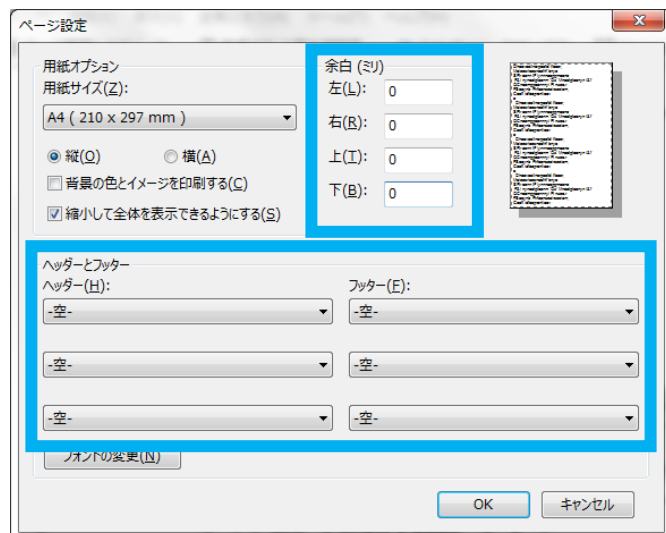 ページ設定
用紙オプション
用紙サイズ(Z):
A4 ( 210 x 297 mm )
縦(O)
横(A)
背景の色とイメージを印刷する(C)
縮小して全体を表示できるようにする(S)
余白 (ミリ)
左(L): 0
右(R): 0
上(T): 0
下(B): 0
ヘッダーとフッター
ヘッダー(H):
フッター(F):
-空-
-空-
-空-
-空-
-空-
-空-
フォントの変更(N)
OK
キャンセル